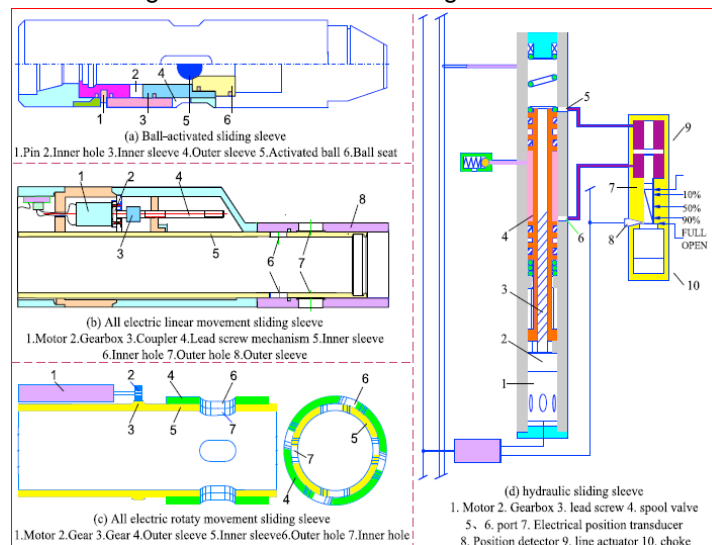 2 4
1 3 5 6
(a) Ball-activated sliding sleeve
1.Pin 2.Inner hole 3.Inner sleeve 4.Outer sleeve 5.Activated ball 6.Ball seat
1 2 4 8
3 5 6 7
(b) All electric linear movement sliding sleeve
1.Motor 2.Gearbox 3.Coupler 4.Lead screw mechanism 5.Inner sleeve
6.Inner hole 7.Outer hole 8.Outer sleeve
1 2 4 6 6
3 5 7 5
7
4
(c) All electric rotaty movement sliding sleeve
1.Motor 2.Gear 3.Gear 4.Outer sleeve 5.Inner sleeve6.Outer hole 7.Inner hole
5
9
7
10%
50%
90%
FULL
OPEN
4 6 8
3 10
2
1
(d) hydraulic sliding sleeve
1. Motor 2. Gearbox 3. lead screw 4. spool valve
5、6. port 7. Electrical position transducer
8. Position detector 9. line actuator 10. choke